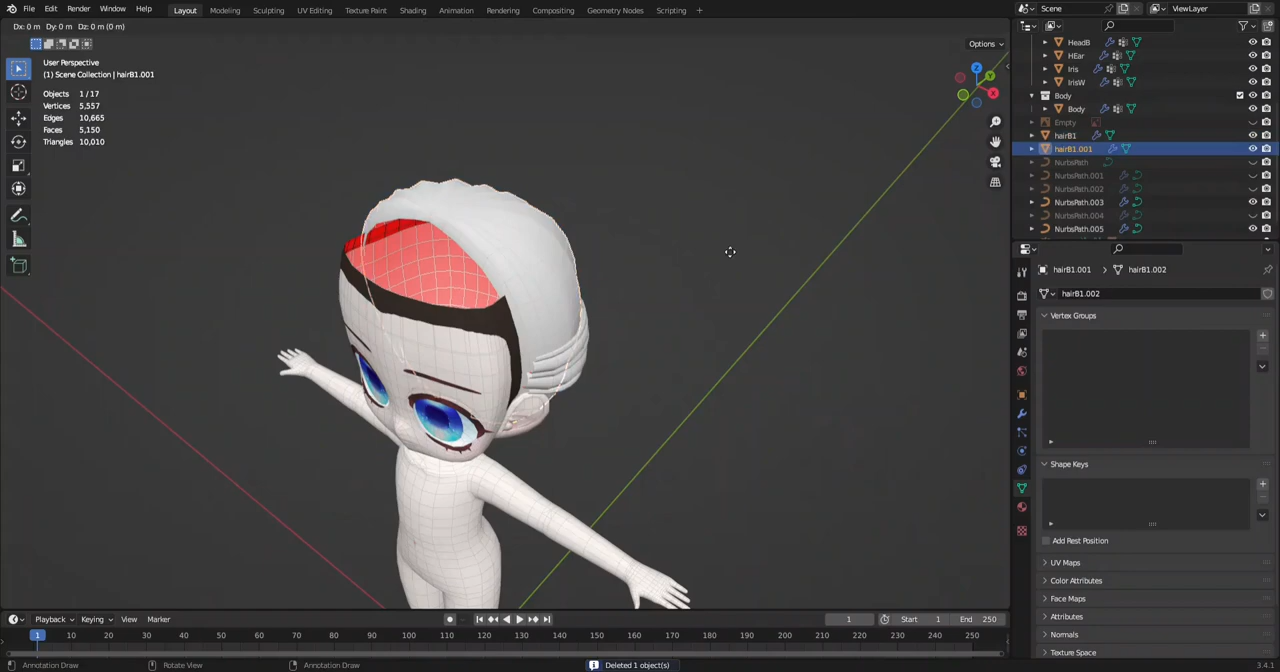 File Edit Render Window Help Layout Modeling Sculpting UV Editing Texture Paint Shading Animation Rendering Compositing Geometry Nodes Scripting + Scene ViewLayer
Dx: 0 m Dy: 0 m Dz: 0 m (0 m)
Options
User Perspective
(1) Scene Collection | hairB1.001
Objects 1 / 17
Vertices 5,557
Edges 10,665
Faces 5,150
Triangles 10,010
Z
Y
X
HeadB
HEar
Iris
IrisW
Body
Body
Empty
hairB1
hairB1.001
NurbsPath
NurbsPath.001
NurbsPath.002
NurbsPath.003
NurbsPath.004
NurbsPath.005
hairB1.001 > hairB1.002
hairB1.002
Vertex Groups
Shape Keys
Add Rest Position
UV Maps
Color Attributes
Face Maps
Attributes
Normals
Texture Space
Playback Keying View Marker 1 Start 1 End 250
1 10 20 30 40 50 60 70 80 90 100 110 120 130 140 150 160 170 180 190 200 210 220 230 240 250
Annotation Draw Rotate View Annotation Draw Deleted 1 object(s) 3.4.1